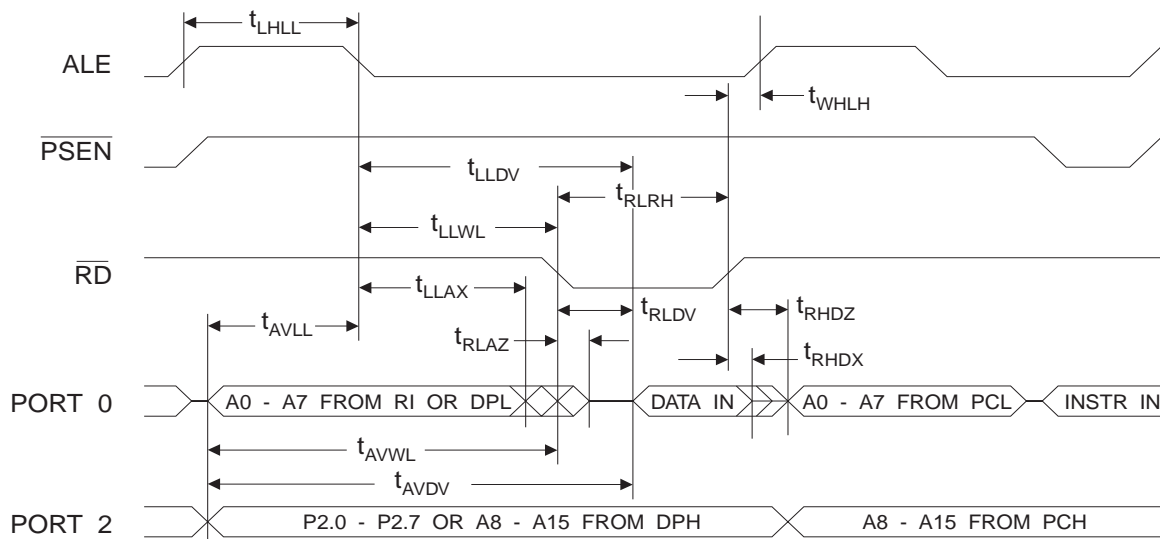 tLHLL
ALE
tWHLH
PSEN
tLLDV
tRLRH
tLLWL
RD
tLLAX
tRLDV
tRHDZ
tAVLL
tRLAZ
tRHDX
PORT 0
A0 - A7 FROM RI OR DPL
DATA IN
A0 - A7 FROM PCL
INSTR IN
tAVWL
tAVDV
PORT 2
P2.0 - P2.7 OR A8 - A15 FROM DPH
A8 - A15 FROM PCH